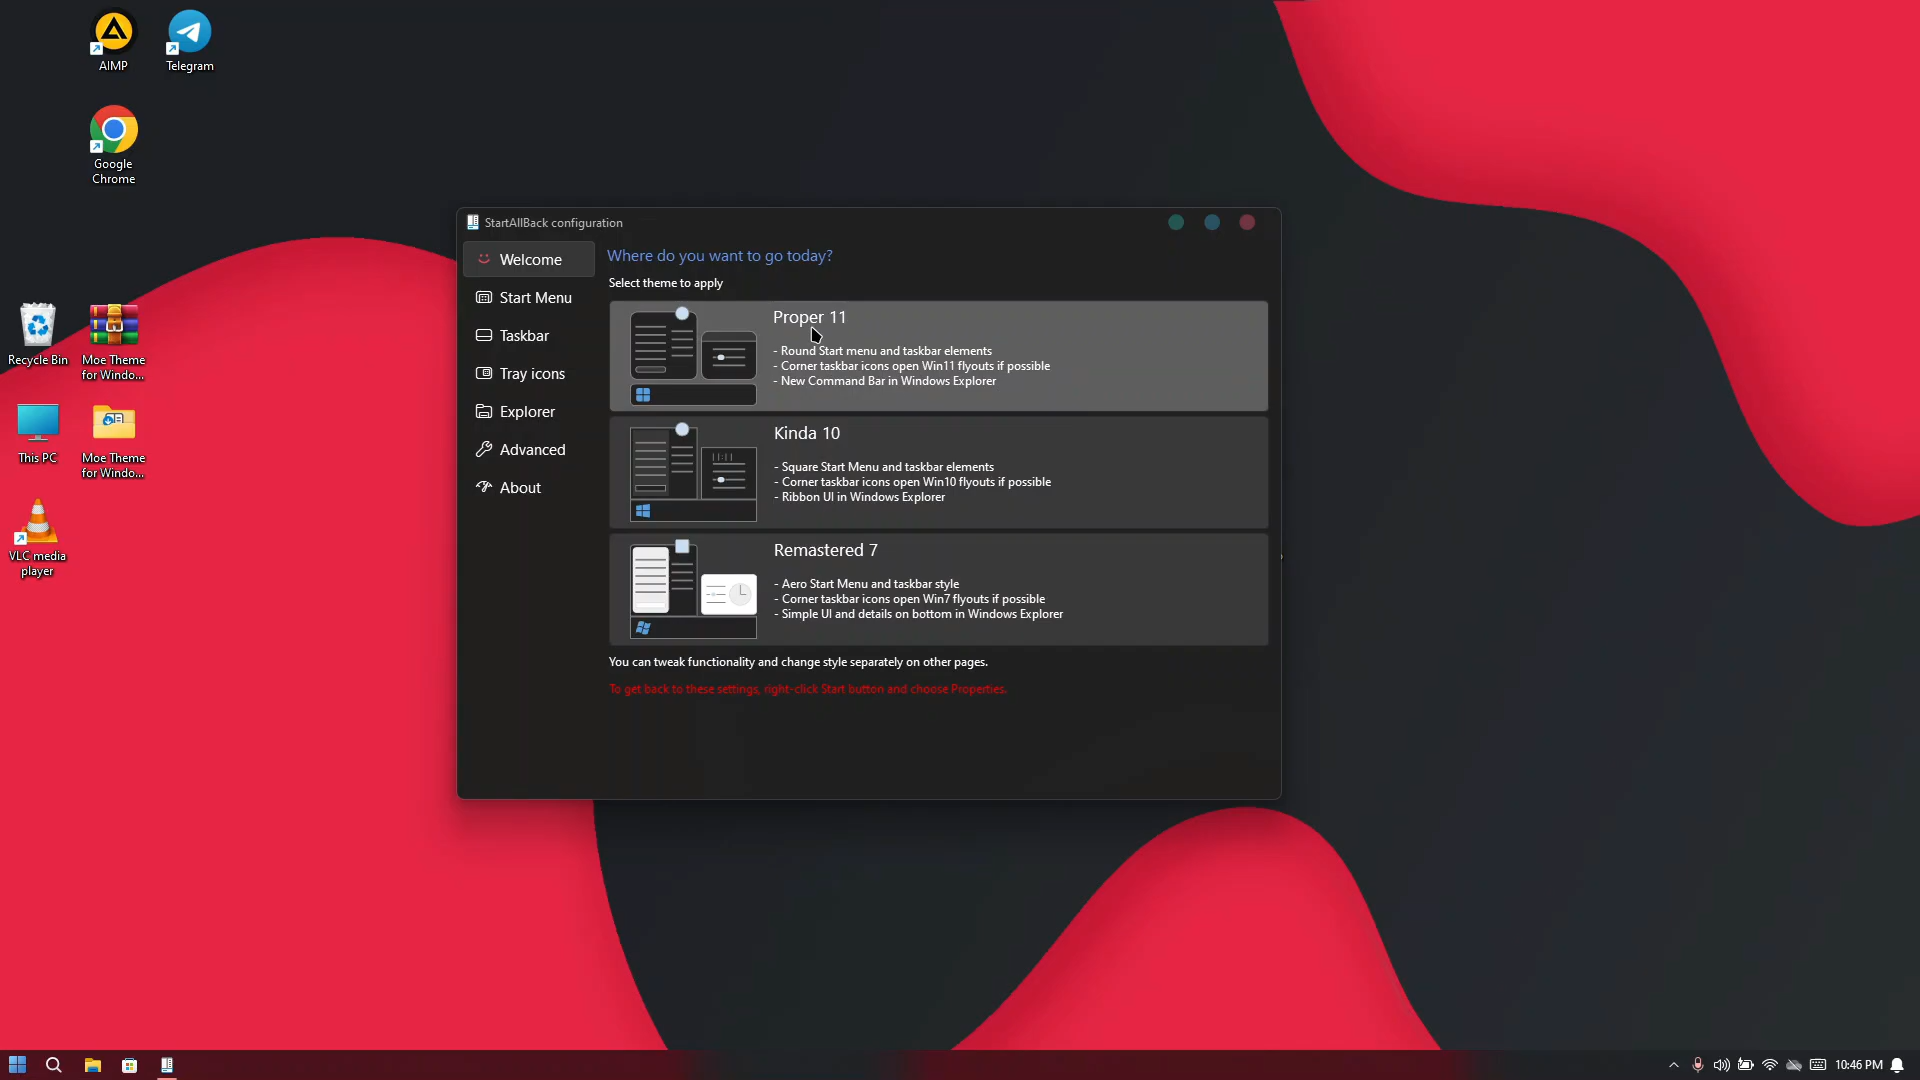 AIMP
Telegram
Google
Chrome
Recycle Bin
Moe Theme
for Windo...
This PC
Moe Theme
for Windo...
VLC media
player
StartAllBack configuration
Welcome
Start Menu
Taskbar
Tray icons
Explorer
Advanced
About
Where do you want to go today?
Select theme to apply
Proper 11
- Round Start menu and taskbar elements
- Corner taskbar icons open Win11 flyouts if possible
- New Command Bar in Windows Explorer
Kinda 10
- Square Start Menu and taskbar elements
- Corner taskbar icons open Win10 flyouts if possible
- Ribbon UI in Windows Explorer
Remastered 7
- Aero Start Menu and taskbar style
- Corner taskbar icons open Win7 flyouts if possible
- Simple UI and details on bottom in Windows Explorer
You can tweak functionality and change style separately on other pages.
To get back to these settings, right-click Start button and choose Properties.
10:46 PM